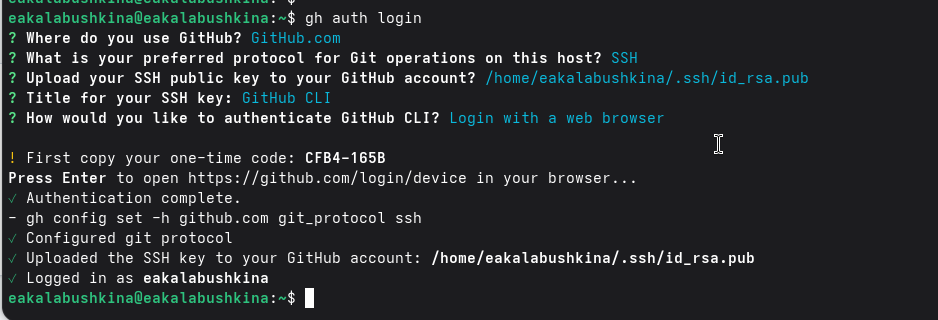 eakalabushkina@eakalabushkina:~$ gh auth login
? Where do you use GitHub? GitHub.com
? What is your preferred protocol for Git operations on this host? SSH
? Upload your SSH public key to your GitHub account? /home/eakalabushkina/.ssh/id_rsa.pub
? Title for your SSH key: GitHub CLI
? How would you like to authenticate GitHub CLI? Login with a web browser
! First copy your one-time code: CFB4-165B
Press Enter to open https://github.com/login/device in your browser...
✓ Authentication complete.
- gh config set -h github.com git_protocol ssh
✓ Configured git protocol
✓ Uploaded the SSH key to your GitHub account: /home/eakalabushkina/.ssh/id_rsa.pub
✓ Logged in as eakalabushkina
eakalabushkina@eakalabushkina:~$